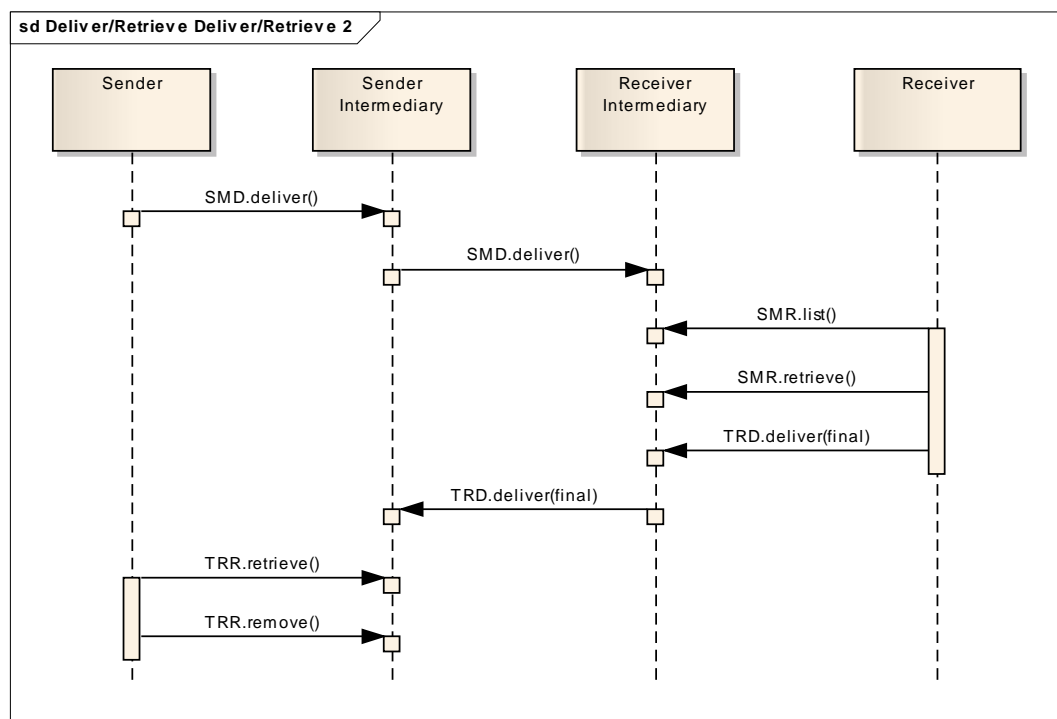 sd Deliver/Retrieve Deliver/Retrieve 2
Sender
Sender
Intermediary
Receiver
Intermediary
Receiver
SMD.deliver()
SMD.deliver()
SMR.list()
SMR.retrieve()
TRD.deliver(final)
TRD.deliver(final)
TRR.retrieve()
TRR.remove()